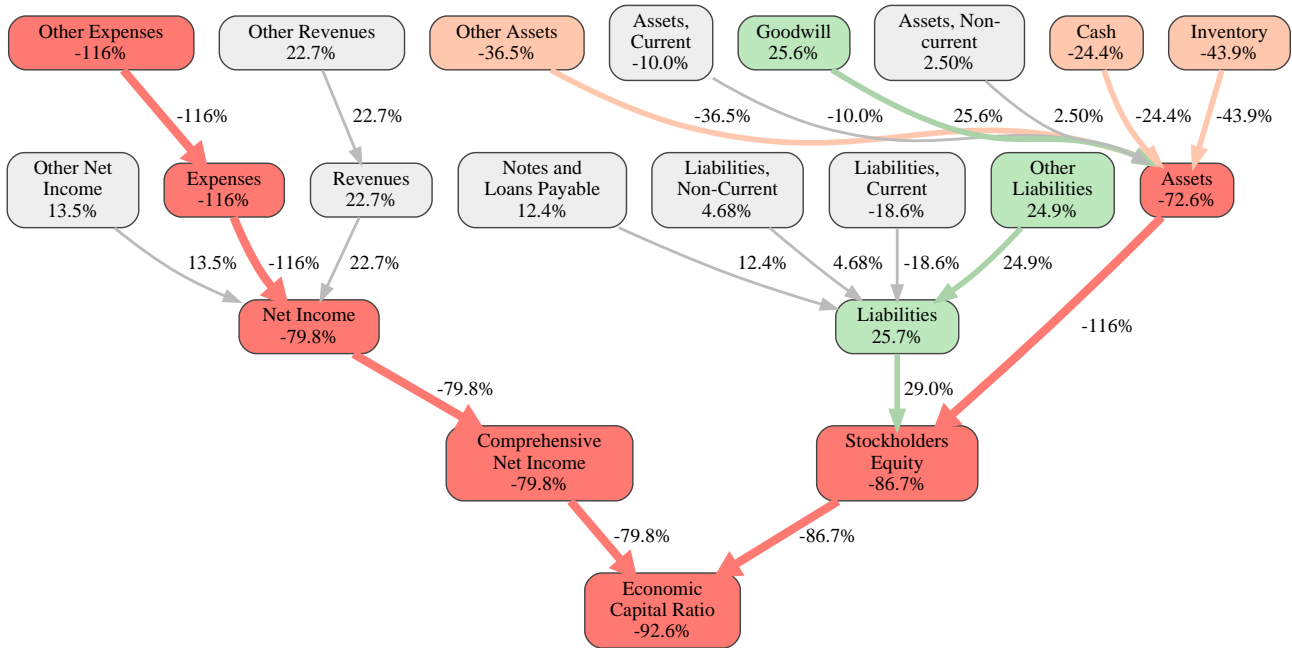 Other Expenses
-116%
Other Revenues
22.7%
Other Assets
-36.5%
Assets,
Current
-10.0%
Goodwill
25.6%
Assets, Non-
current
2.50%
Cash
-24.4%
Inventory
-43.9%
-116%
22.7%
-36.5%
-10.0%
25.6%
2.50%
-24.4%
-43.9%
Other Net
Income
13.5%
Expenses
-116%
Revenues
22.7%
Notes and
Loans Payable
12.4%
Liabilities,
Non-Current
4.68%
Liabilities,
Current
-18.6%
Other
Liabilities
24.9%
Assets
-72.6%
13.5%
-116%
22.7%
12.4%
4.68%
-18.6%
24.9%
Net Income
-79.8%
Liabilities
25.7%
-116%
-79.8%
29.0%
Comprehensive
Net Income
-79.8%
Stockholders
Equity
-86.7%
-79.8%
-86.7%
Economic
Capital Ratio
-92.6%